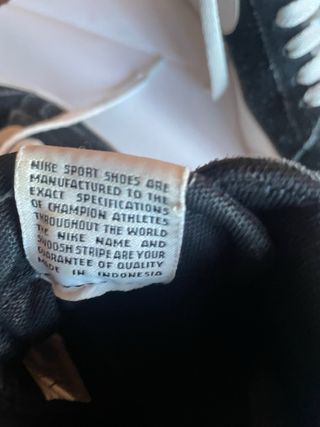 NIKE SPORT SHOES ARE
MANUFACTURED TO THE
EXACT SPECIFICATIONS
OF CHAMPION ATHLETES
THROUGHOUT THE WORLD
THE NIKE NAME AND
SWOOSH STRIPE ARE YOUR
GUARANTEE OF QUALITY
MADE IN INDONESIA